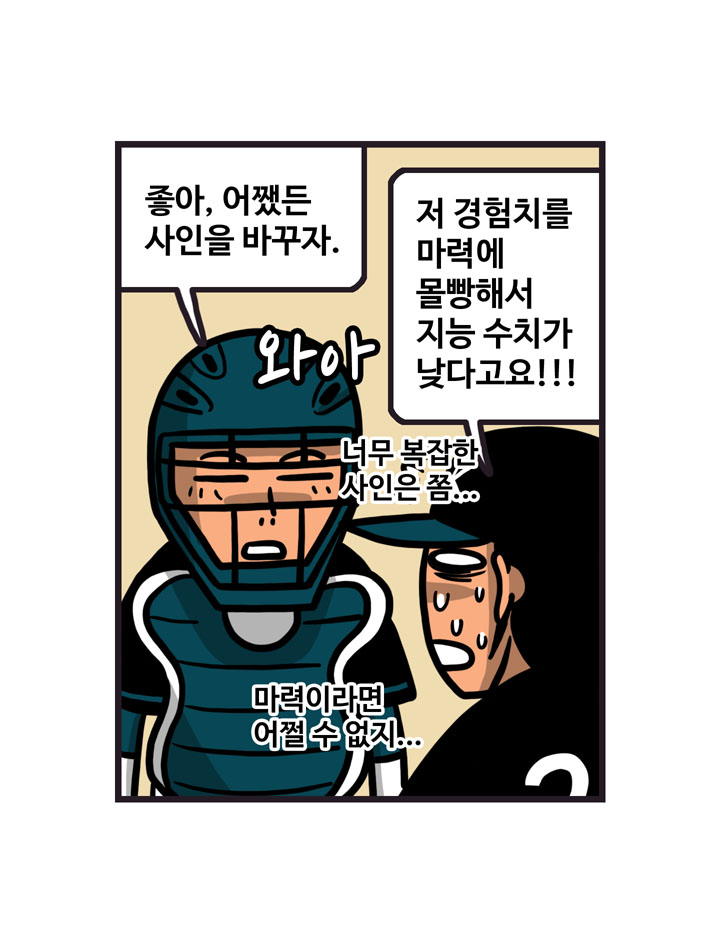 좋아, 어쨌든
사인을 바꾸자.
저 경험치를
마력에
몰빵해서
지능 수치가
낮다고요!!!
와아
너무 복잡한
사인은 쫌...
마력이라면
어쩔 수 없지...
2